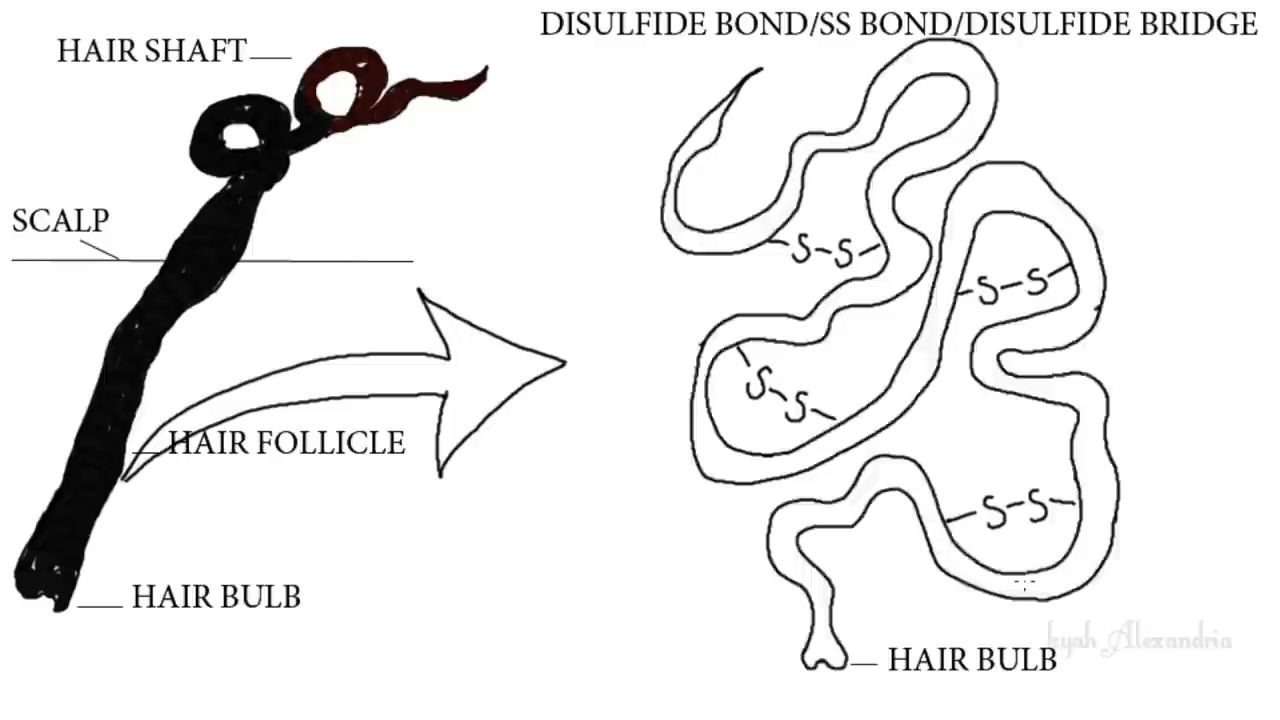 DISULFIDE BOND/SS BOND/DISULFIDE BRIDGE
HAIR SHAFT
SCALP
S-S
S-S
S-S
HAIR FOLLICLE
S-S
HAIR BULB
kyah Alexandria
HAIR BULB